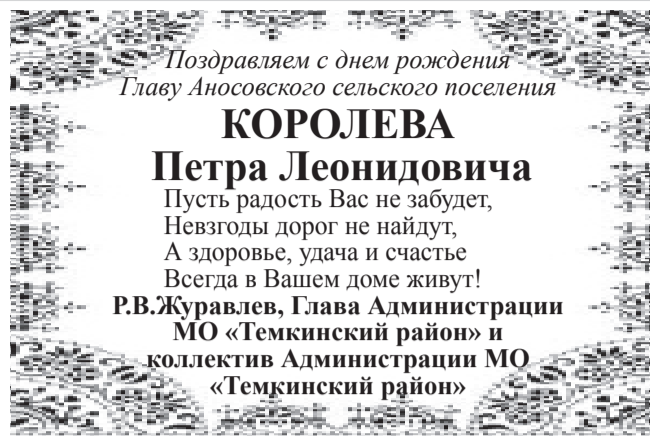 Поздравляем с днем рождения
Главу Аносовского сельского поселения
КОРОЛЕВА
Петра Леонидовича
Пусть радость Вас не забудет,
Невзгоды дорог не найдут,
А здоровье, удача и счастье
Всегда в Вашем доме живут!
Р.В.Журавлев, Глава Администрации
МО «Темкинский район» и
коллектив Администрации МО
«Темкинский район»